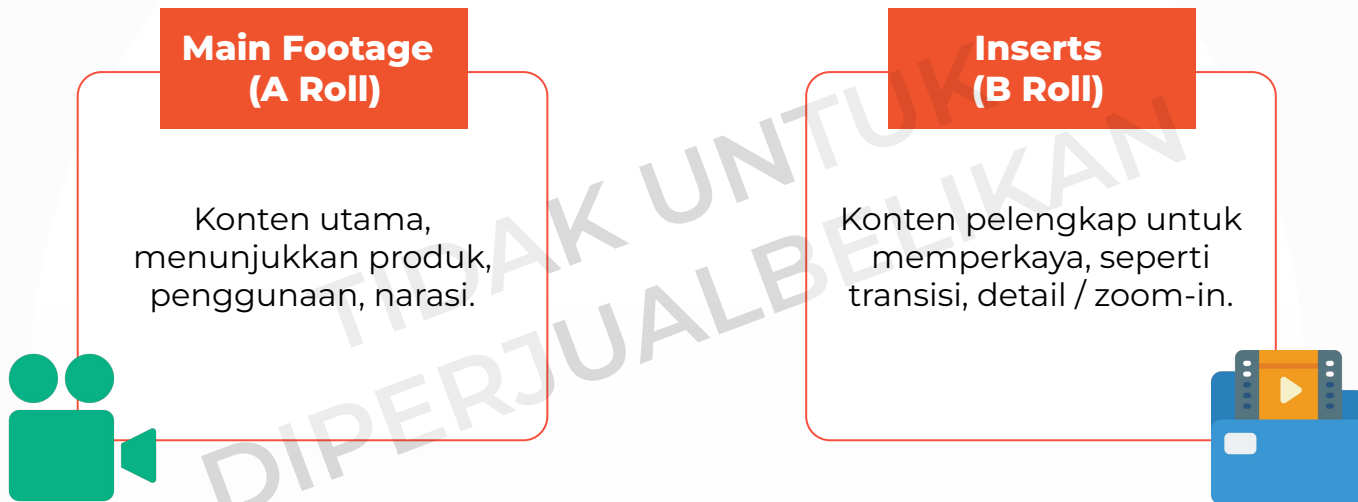 Main Footage
(A Roll)
Konten utama,
menunjukkan produk,
penggunaan, narasi.
Inserts
(B Roll)
Konten pelengkap untuk
memperkaya, seperti
transisi, detail / zoom-in.
TIDAK UNTUK
DIPERJUALBELIKAN